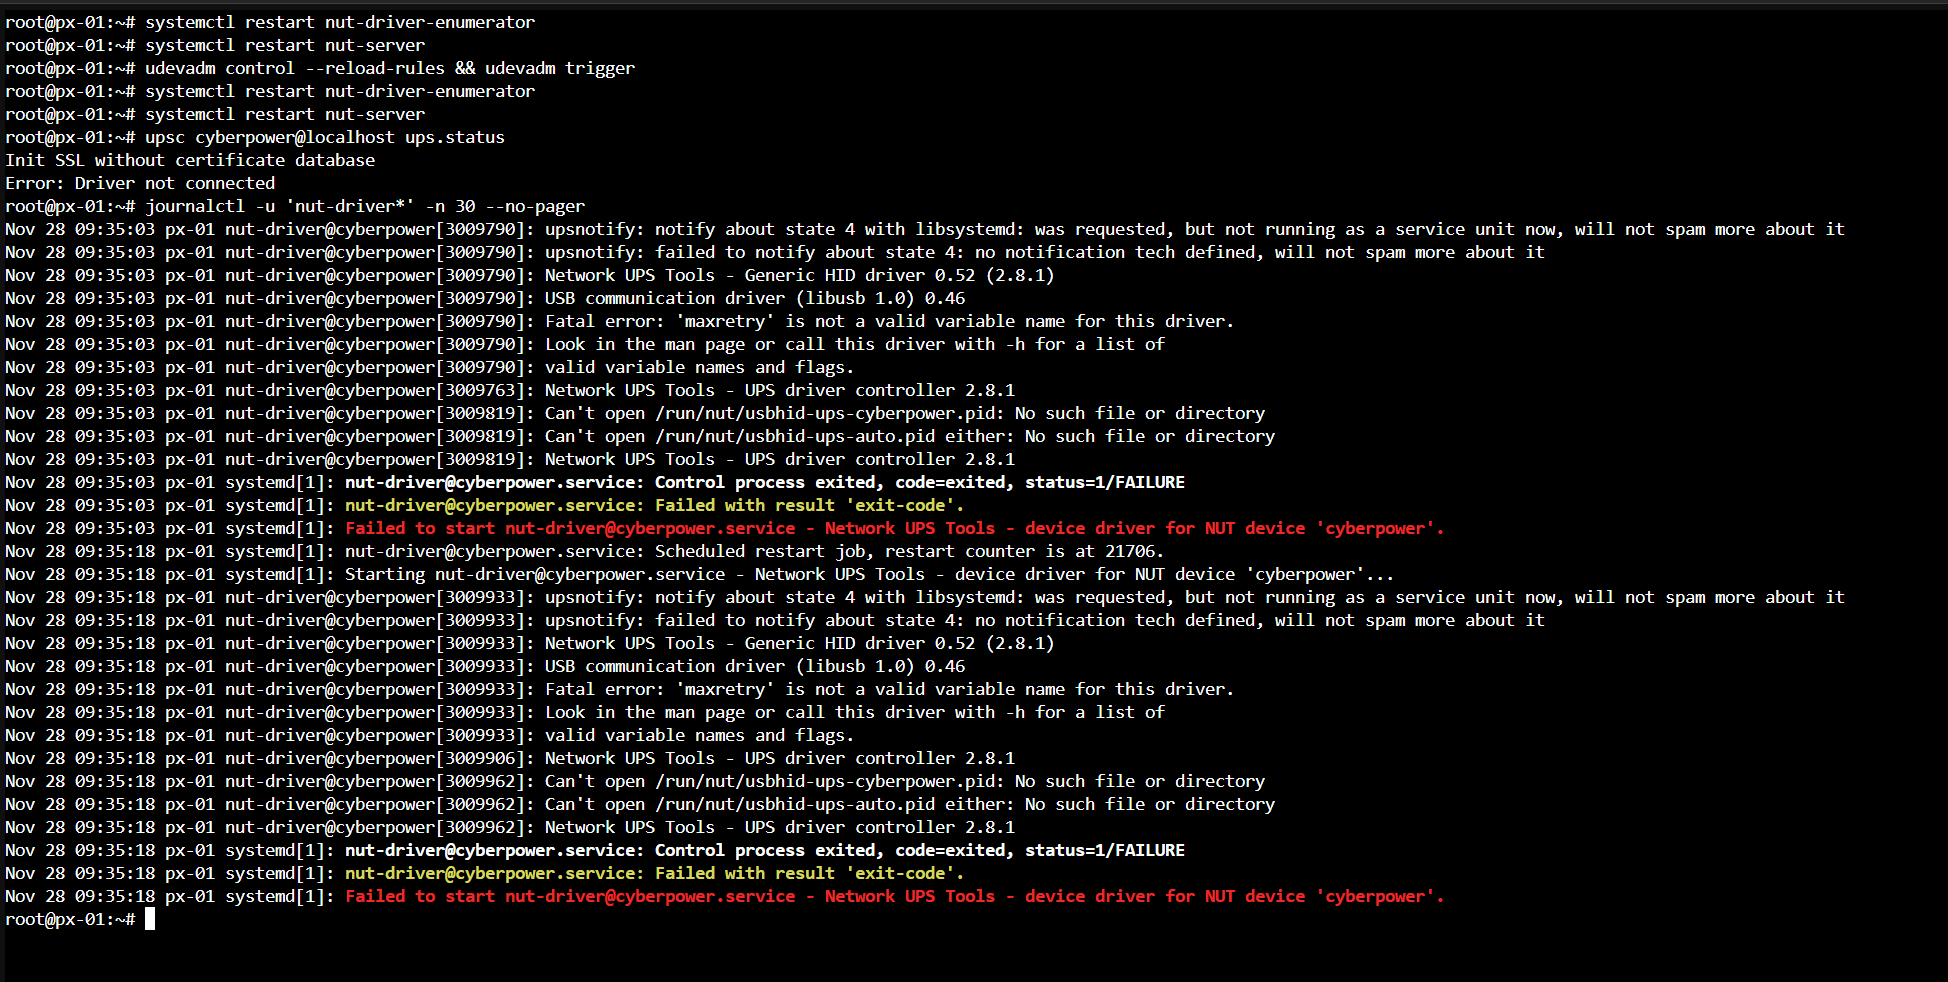 root@px-01:~# systemctl restart nut-driver-enumerator
root@px-01:~# systemctl restart nut-server
root@px-01:~# udevadm control --reload-rules && udevadm trigger
root@px-01:~# systemctl restart nut-driver-enumerator
root@px-01:~# systemctl restart nut-server
root@px-01:~# upsc cyberpower@localhost ups.status
Init SSL without certificate database
Error: Driver not connected
root@px-01:~# journalctl -u 'nut-driver*' -n 30 --no-pager
Nov 28 09:35:03 px-01 nut-driver@cyberpower[3009790]: upsnotify: notify about state 4 with libsystemd: was requested, but not running as a service unit now, will not spam more about it
Nov 28 09:35:03 px-01 nut-driver@cyberpower[3009790]: upsnotify: failed to notify about state 4: no notification tech defined, will not spam more about it
Nov 28 09:35:03 px-01 nut-driver@cyberpower[3009790]: Network UPS Tools - Generic HID driver 0.52 (2.8.1)
Nov 28 09:35:03 px-01 nut-driver@cyberpower[3009790]: USB communication driver (libusb 1.0) 0.46
Nov 28 09:35:03 px-01 nut-driver@cyberpower[3009790]: Fatal error: 'maxretry' is not a valid variable name for this driver.
Nov 28 09:35:03 px-01 nut-driver@cyberpower[3009790]: Look in the man page or call this driver with -h for a list of
Nov 28 09:35:03 px-01 nut-driver@cyberpower[3009790]: valid variable names and flags.
Nov 28 09:35:03 px-01 nut-driver@cyberpower[3009763]: Network UPS Tools - UPS driver controller 2.8.1
Nov 28 09:35:03 px-01 nut-driver@cyberpower[3009819]: Can't open /run/nut/usbhid-ups-cyberpower.pid: No such file or directory
Nov 28 09:35:03 px-01 nut-driver@cyberpower[3009819]: Can't open /run/nut/usbhid-ups-auto.pid either: No such file or directory
Nov 28 09:35:03 px-01 nut-driver@cyberpower[3009819]: Network UPS Tools - UPS driver controller 2.8.1
Nov 28 09:35:03 px-01 systemd[1]: nut-driver@cyberpower.service: Control process exited, code=exited, status=1/FAILURE
Nov 28 09:35:03 px-01 systemd[1]: nut-driver@cyberpower.service: Failed with result 'exit-code'.
Nov 28 09:35:03 px-01 systemd[1]: Failed to start nut-driver@cyberpower.service - Network UPS Tools - device driver for NUT device 'cyberpower'.
Nov 28 09:35:18 px-01 systemd[1]: nut-driver@cyberpower.service: Scheduled restart job, restart counter is at 21706.
Nov 28 09:35:18 px-01 systemd[1]: Starting nut-driver@cyberpower.service - Network UPS Tools - device driver for NUT device 'cyberpower'...
Nov 28 09:35:18 px-01 nut-driver@cyberpower[3009933]: upsnotify: notify about state 4 with libsystemd: was requested, but not running as a service unit now, will not spam more about it
Nov 28 09:35:18 px-01 nut-driver@cyberpower[3009933]: upsnotify: failed to notify about state 4: no notification tech defined, will not spam more about it
Nov 28 09:35:18 px-01 nut-driver@cyberpower[3009933]: Network UPS Tools - Generic HID driver 0.52 (2.8.1)
Nov 28 09:35:18 px-01 nut-driver@cyberpower[3009933]: USB communication driver (libusb 1.0) 0.46
Nov 28 09:35:18 px-01 nut-driver@cyberpower[3009933]: Fatal error: 'maxretry' is not a valid variable name for this driver.
Nov 28 09:35:18 px-01 nut-driver@cyberpower[3009933]: Look in the man page or call this driver with -h for a list of
Nov 28 09:35:18 px-01 nut-driver@cyberpower[3009933]: valid variable names and flags.
Nov 28 09:35:18 px-01 nut-driver@cyberpower[3009906]: Network UPS Tools - UPS driver controller 2.8.1
Nov 28 09:35:18 px-01 nut-driver@cyberpower[3009962]: Can't open /run/nut/usbhid-ups-cyberpower.pid: No such file or directory
Nov 28 09:35:18 px-01 nut-driver@cyberpower[3009962]: Can't open /run/nut/usbhid-ups-auto.pid either: No such file or directory
Nov 28 09:35:18 px-01 nut-driver@cyberpower[3009962]: Network UPS Tools - UPS driver controller 2.8.1
Nov 28 09:35:18 px-01 systemd[1]: nut-driver@cyberpower.service: Control process exited, code=exited, status=1/FAILURE
Nov 28 09:35:18 px-01 systemd[1]: nut-driver@cyberpower.service: Failed with result 'exit-code'.
Nov 28 09:35:18 px-01 systemd[1]: Failed to start nut-driver@cyberpower.service - Network UPS Tools - device driver for NUT device 'cyberpower'.
root@px-01:~#